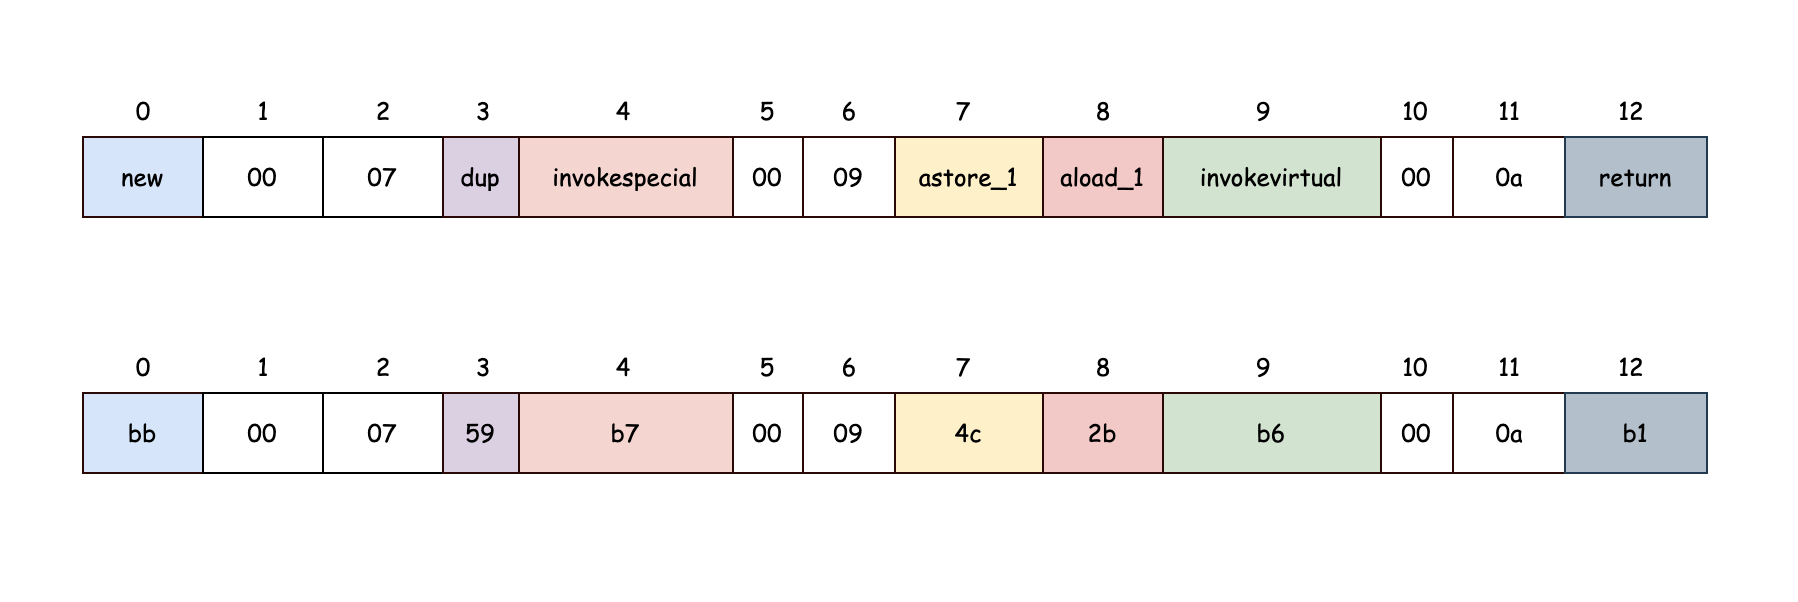 0 1 2 3 4 5 6 7 8 9 10 11 12
new 00 07 dup invokespecial 00 09 astore_1 aload_1 invokevirtual 00 0a return
0 1 2 3 4 5 6 7 8 9 10 11 12
bb 00 07 59 b7 00 09 4c 2b b6 00 0a b1